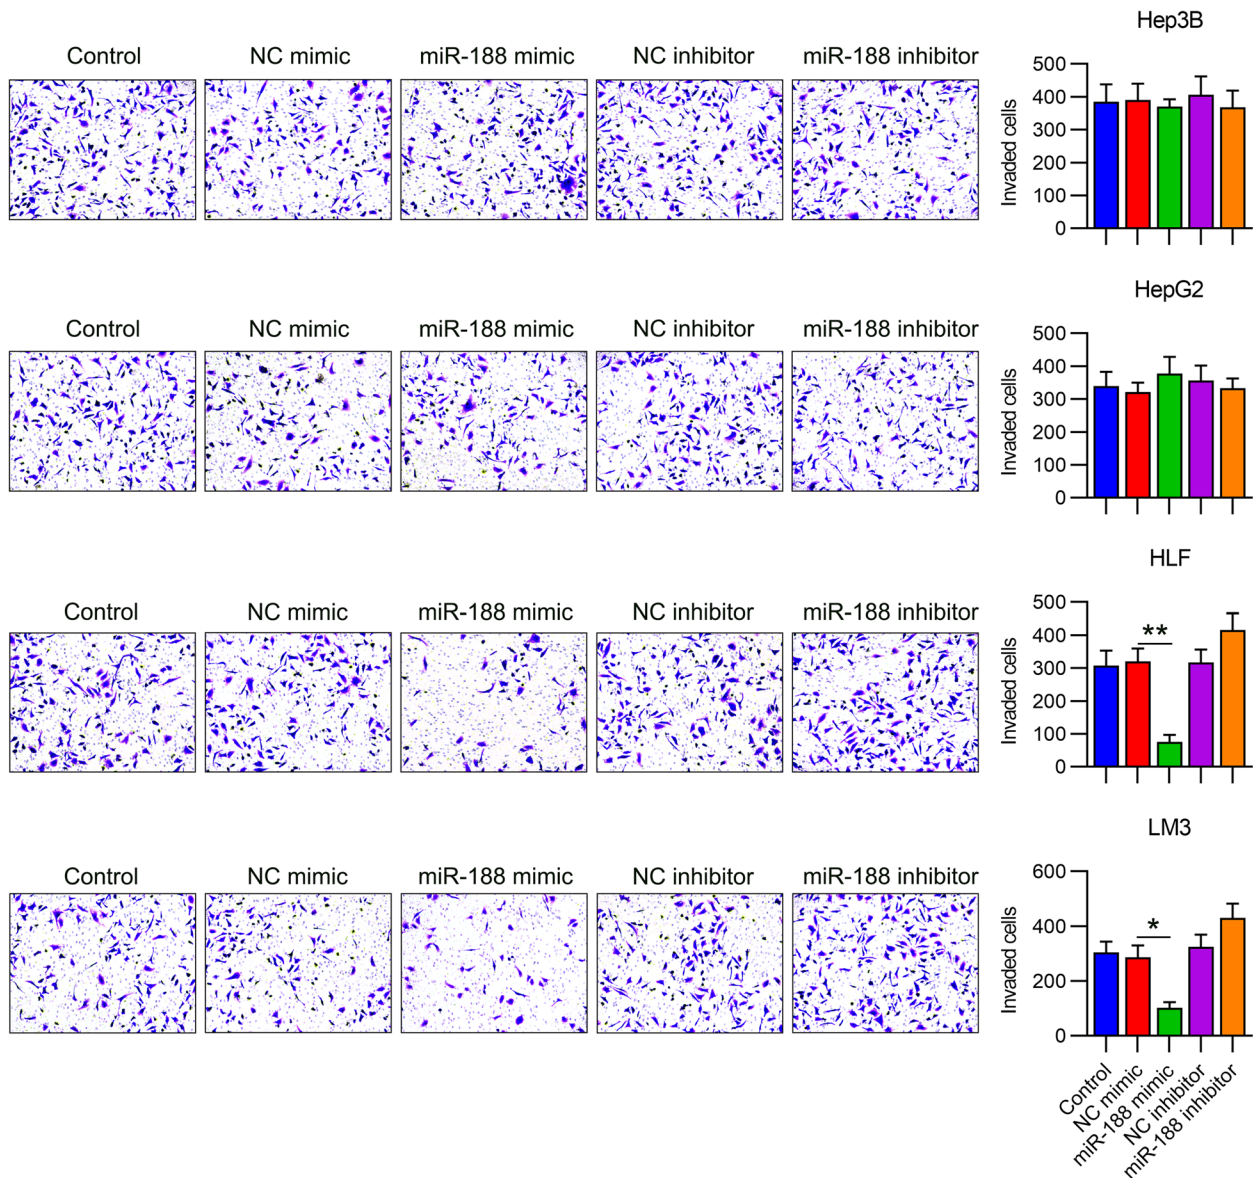 Hep3B
Control NC mimic miR-188 mimic NC inhibitor miR-188 inhibitor
500
400
300
200
100
0
Invaded cells
HepG2
Control NC mimic miR-188 mimic NC inhibitor miR-188 inhibitor
500
400
300
200
100
0
Invaded cells
HLF
Control NC mimic miR-188 mimic NC inhibitor miR-188 inhibitor
500
400
300
200
100
0
Invaded cells
**
LM3
Control NC mimic miR-188 mimic NC inhibitor miR-188 inhibitor
600
400
200
0
Invaded cells
*
Control
NC mimic
miR-188 mimic
NC inhibitor
miR-188 inhibitor